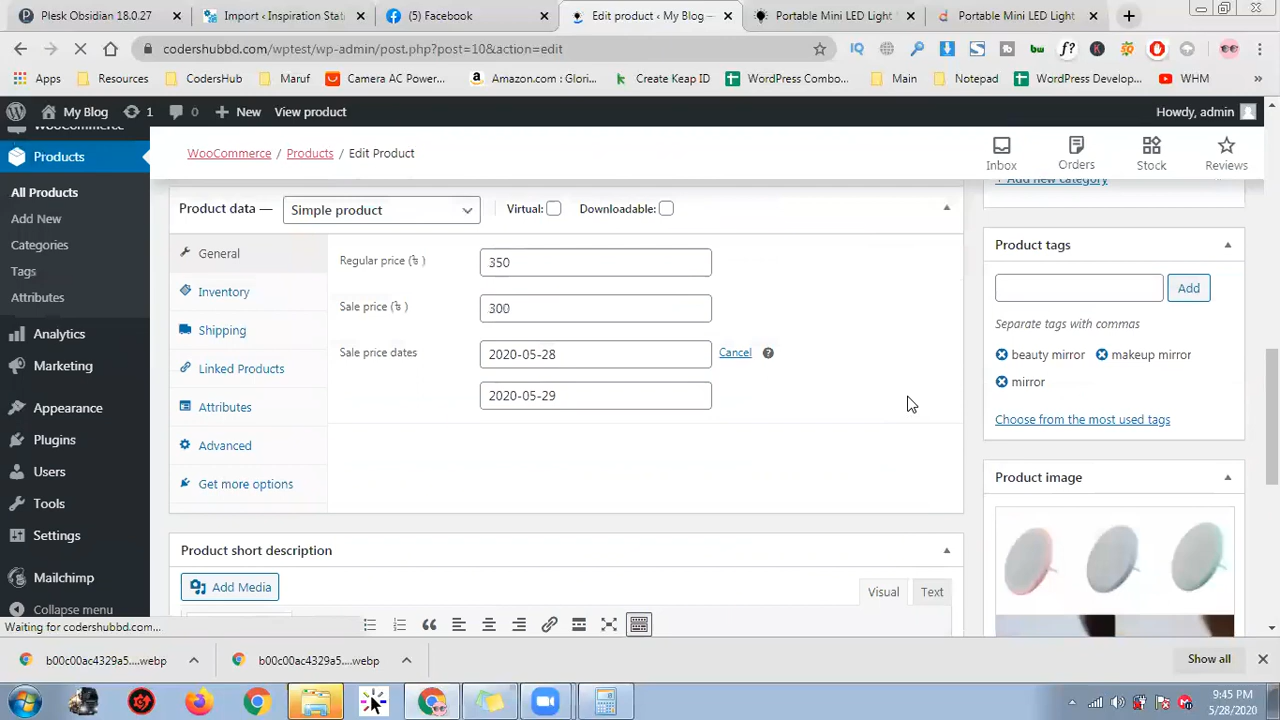 Plesk Obsidian 18.0.27
Import ‹ Inspiration Stati
(5) Facebook
Edit product ‹ My Blog —
Portable Mini LED Light
Portable Mini LED Light
codershubbd.com/wptest/wp-admin/post.php?post=10&action=edit
Apps
Resources
CodersHub
Maruf
Camera AC Powe...
Amazon.com : Glori...
Create Keap ID
WordPress Combo...
Main
Notepad
WordPress Develop...
WHM
My Blog
1
0
New
View product
Howdy, admin
WooCommerce
Products
All Products
Add New
Categories
Tags
Attributes
Analytics
Marketing
Appearance
Plugins
Users
Tools
Settings
Mailchimp
Collapse menu
WooCommerce / Products / Edit Product
Inbox
Orders
Stock
Reviews
Product data —
Simple product
Virtual:
Downloadable:
General
Inventory
Shipping
Linked Products
Attributes
Advanced
Get more options
Regular price (৳ )
350
Sale price (৳ )
300
Sale price dates
2020-05-28
Cancel
2020-05-29
Product short description
Add Media
Visual
Text
+ Add new category
Product tags
Add
Separate tags with commas
beauty mirror
makeup mirror
mirror
Choose from the most used tags
Product image
Waiting for codershubbd.com...
b00c00ac4329a5....webp
b00c00ac4329a5....webp
Show all
9:45 PM
5/28/2020